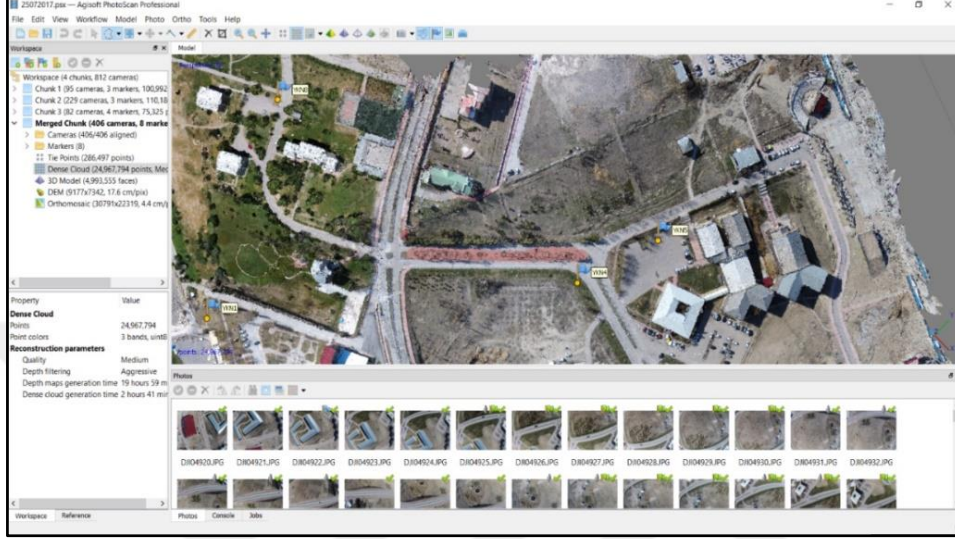 25072017.psx — Agisoft PhotoScan Professional
File Edit View Workflow Model Photo Ortho Tools Help
Workspace
Model
Workspace (4 chunks, 812 cameras)
Chunk 1 (95 cameras, 3 markers, 100,992
Chunk 2 (229 cameras, 3 markers, 110,18
Chunk 3 (82 cameras, 4 markers, 75,325 p
Merged Chunk (406 cameras, 8 marke
Cameras (406/406 aligned)
Markers (8)
Tie Points (286,497 points)
Dense Cloud (24,967,794 points, Med
3D Model (4,993,555 faces)
DEM (9177x7342, 17.6 cm/pix)
Orthomosaic (30791x22319, 4.4 cm/p
YKN5
YKN4
Property Value
Dense Cloud
Points 24,967,794
Point colors 3 bands, uint8
Reconstruction parameters
Quality Medium
Depth filtering Aggressive
Depth maps generation time 19 hours 59 m
Dense cloud generation time 2 hours 41 min
Photos
DJI04920.JPG DJI04921.JPG DJI04922.JPG DJI04923.JPG DJI04924.JPG DJI04925.JPG DJI04926.JPG DJI04927.JPG DJI04928.JPG DJI04929.JPG DJI04930.JPG DJI04931.JPG DJI04932.JPG
Workspace Reference
Photos Console Jobs